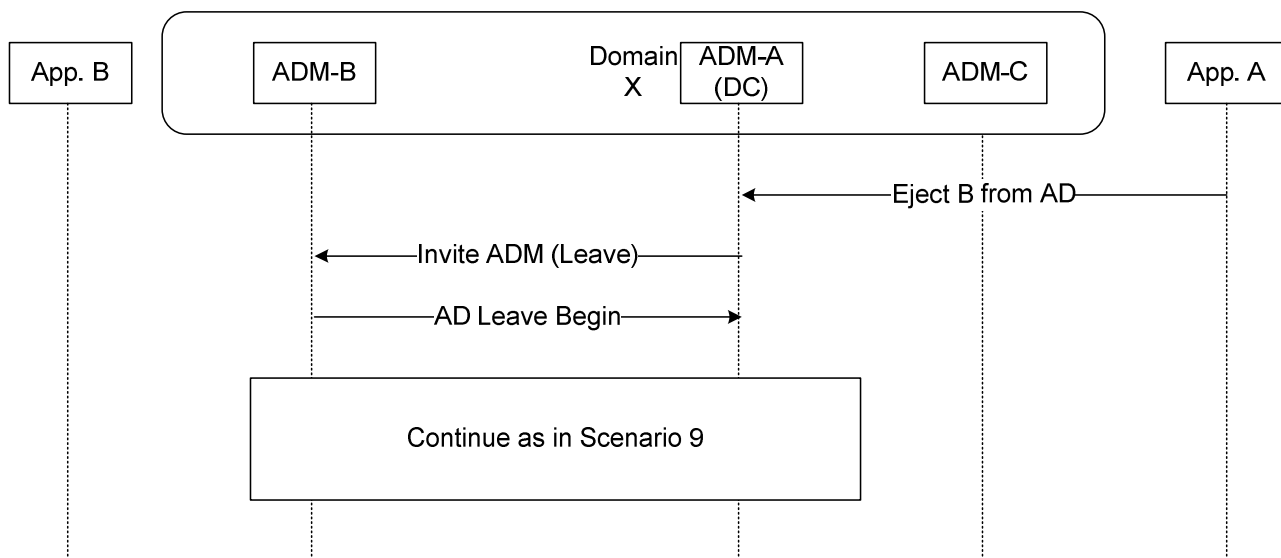 App. B
ADM-B
Domain
X
ADM-A
(DC)
ADM-C
App. A
Eject B from AD
Invite ADM (Leave)
AD Leave Begin
Continue as in Scenario 9